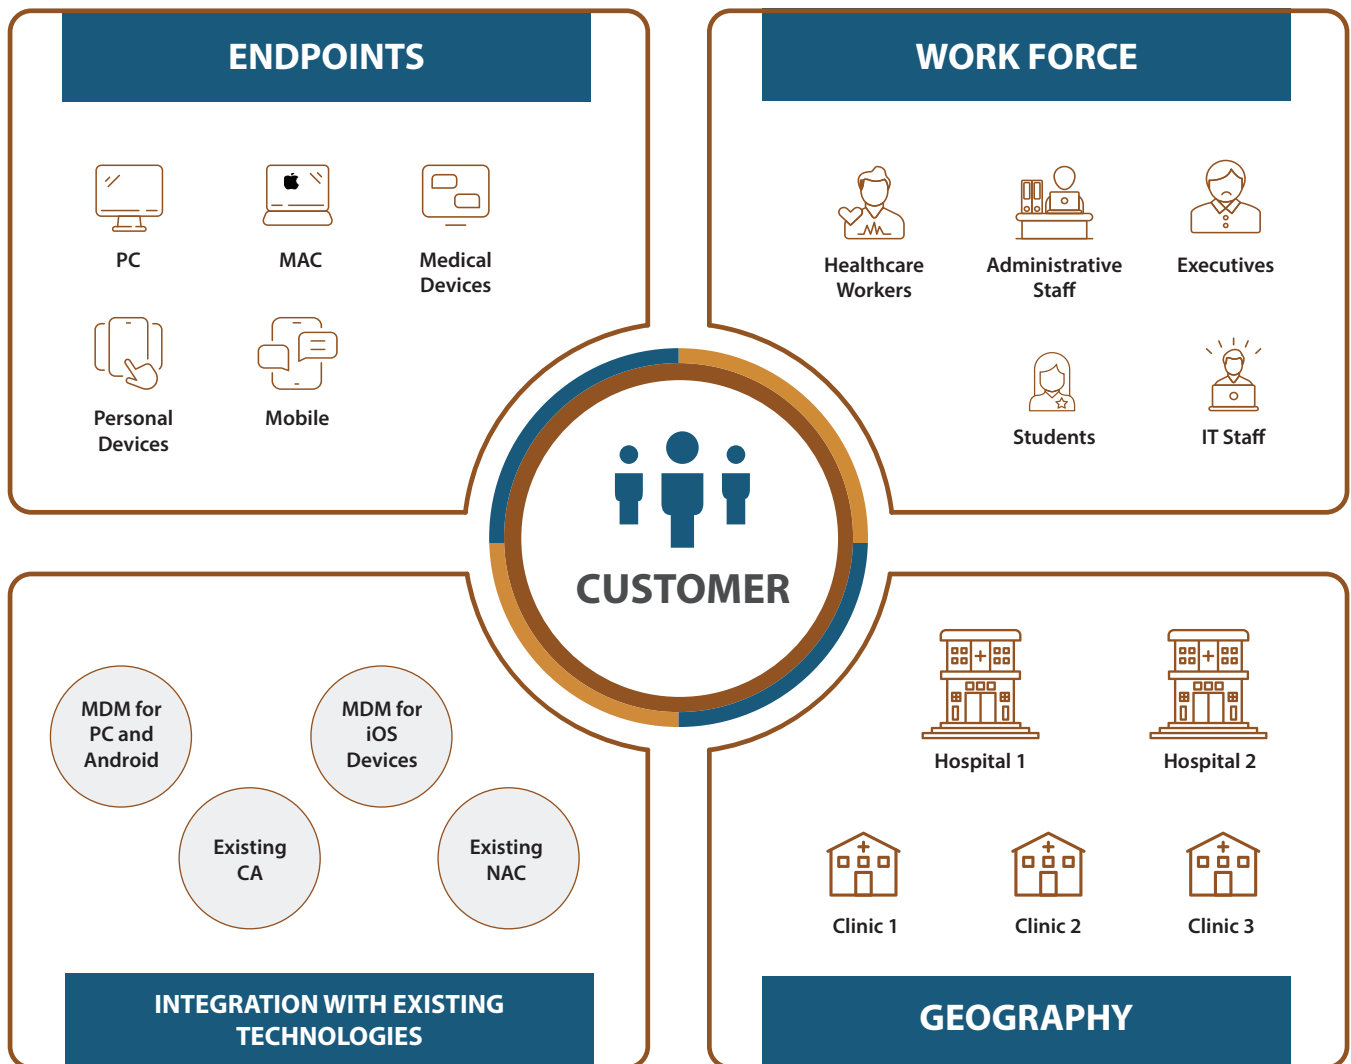 ENDPOINTS
PC
MAC
Medical
Devices
Personal
Devices
Mobile
WORK FORCE
Healthcare
Workers
Administrative
Staff
Executives
Students
IT Staff
CUSTOMER
MDM for
PC and
Android
MDM for
iOS
Devices
Existing
CA
Existing
NAC
INTEGRATION WITH EXISTING
TECHNOLOGIES
Hospital 1
Hospital 2
Clinic 1
Clinic 2
Clinic 3
GEOGRAPHY